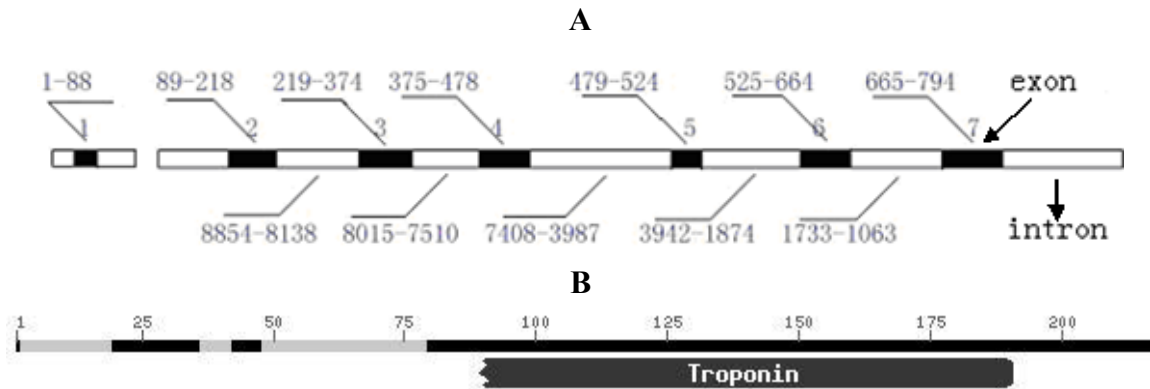 A
1-88 89-218 219-374 375-478 479-524 525-664 665-794 exon
1 2 3 4 5 6 7
8854-8138 8015-7510 7408-3987 3942-1874 1733-1063 intron
B
1 25 50 75 100 125 150 175 200
Troponin